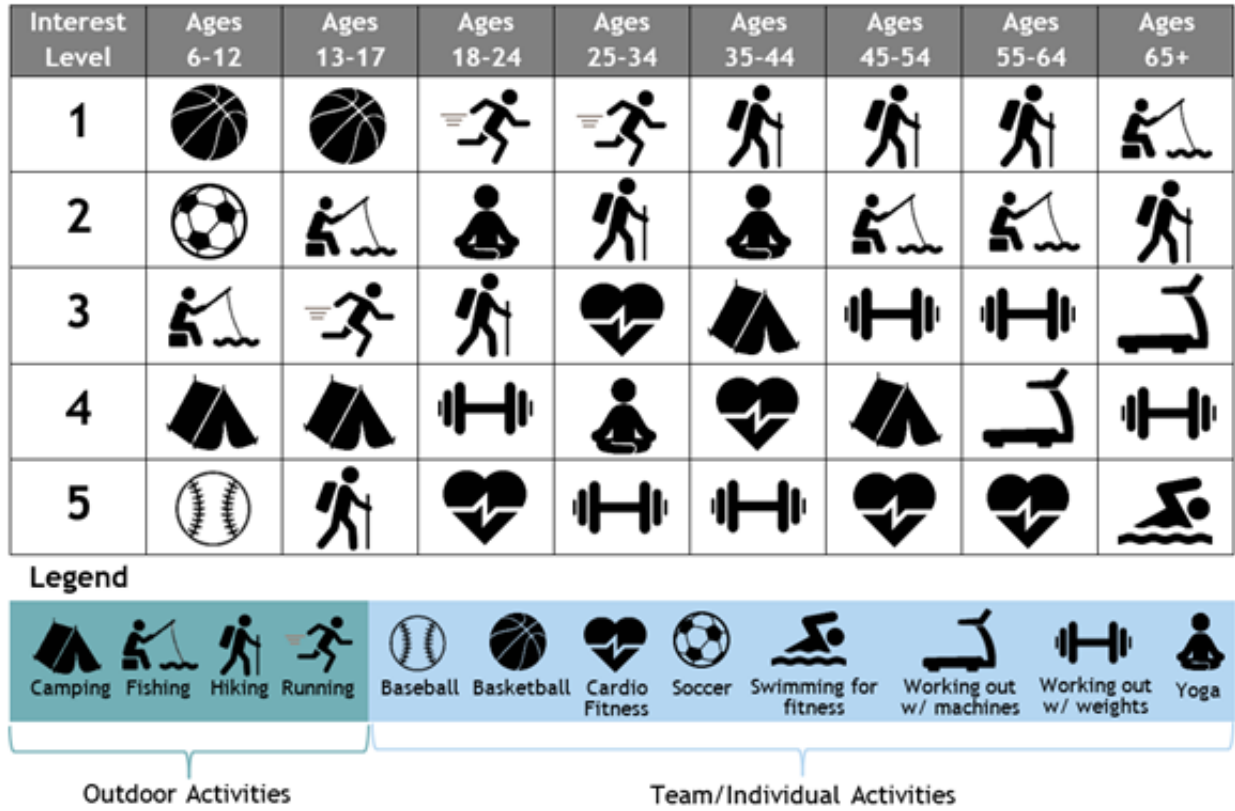 Interest Level
Ages 6-12
Ages 13-17
Ages 18-24
Ages 25-34
Ages 35-44
Ages 45-54
Ages 55-64
Ages 65+
1
2
3
4
5
Legend
Camping
Fishing
Hiking
Running
Baseball
Basketball
Cardio
Fitness
Soccer
Swimming for
fitness
Working out
w/ machines
Working out
w/ weights
Yoga
Outdoor Activities
Team/Individual Activities